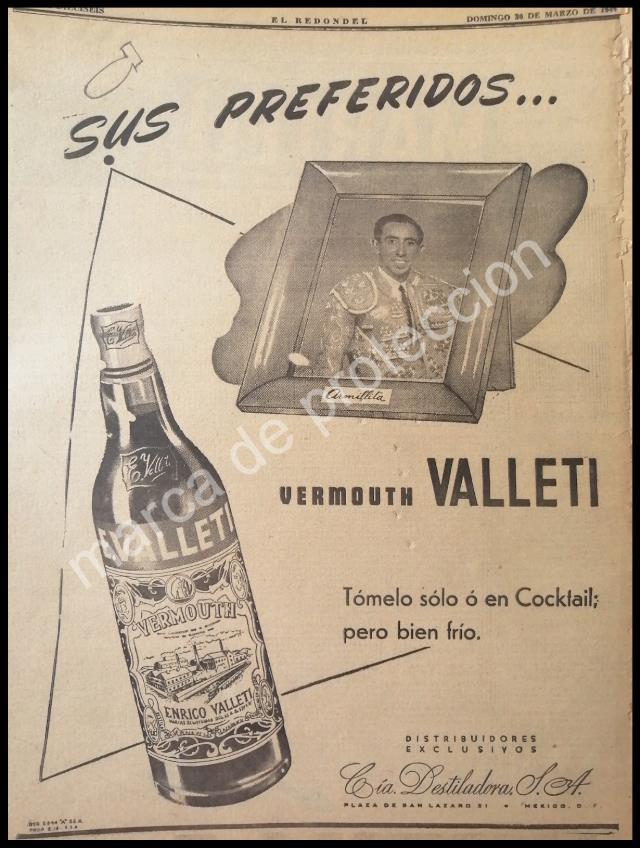 EL REDONDEL
DOMINGO 30 DE MARZO DE
SUS PREFERIDOS...
Armillita
VERMOUTH VALLETI
Tómelo sólo ó en Cocktail;
pero bien frío.
E. Valleti
VALLETI
VERMOUTH
ENRICO VALLETI
DISTRIBUIDORES
EXCLUSIVOS
Cía. Destiladora, S.A.
PLAZA DE SAN LAZARO 21 • MEXICO, D. F.
marca de proteccion